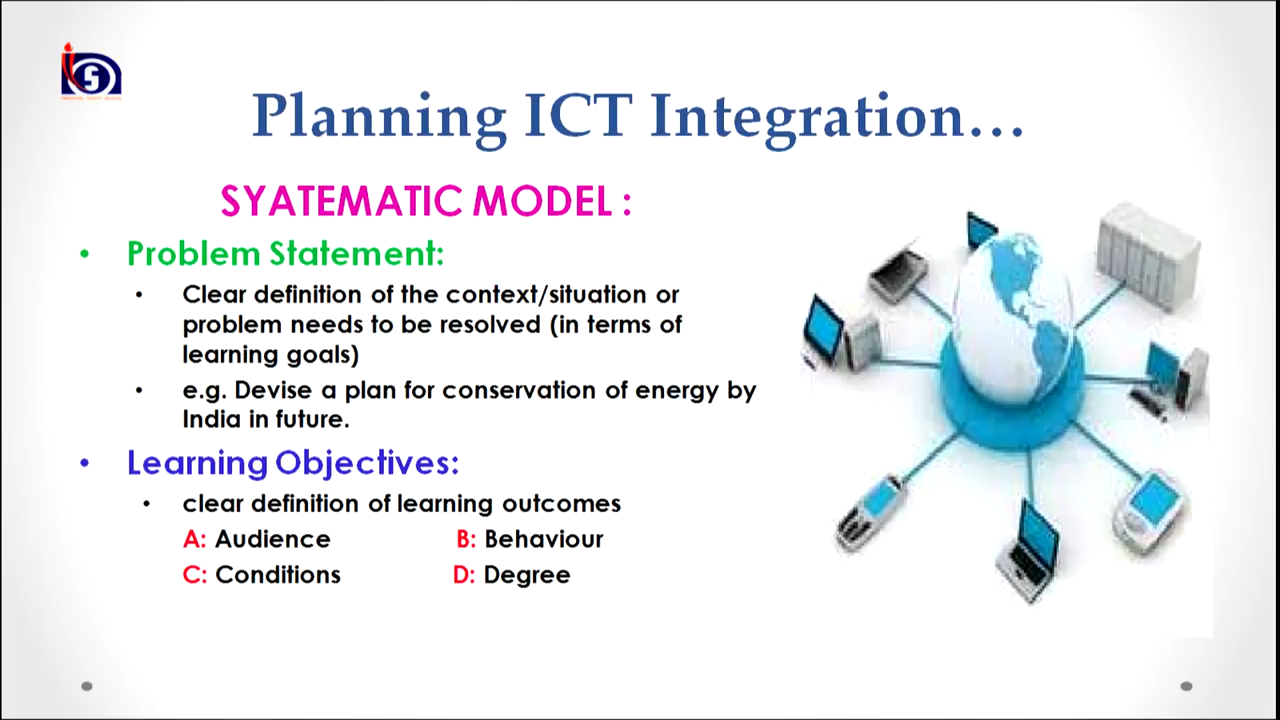 Planning ICT Integration…
SYATEMATIC MODEL :
• Problem Statement:
• Clear definition of the context/situation or
problem needs to be resolved (in terms of
learning goals)
• e.g. Devise a plan for conservation of energy by
India in future.
• Learning Objectives:
• clear definition of learning outcomes
A: Audience B: Behaviour
C: Conditions D: Degree